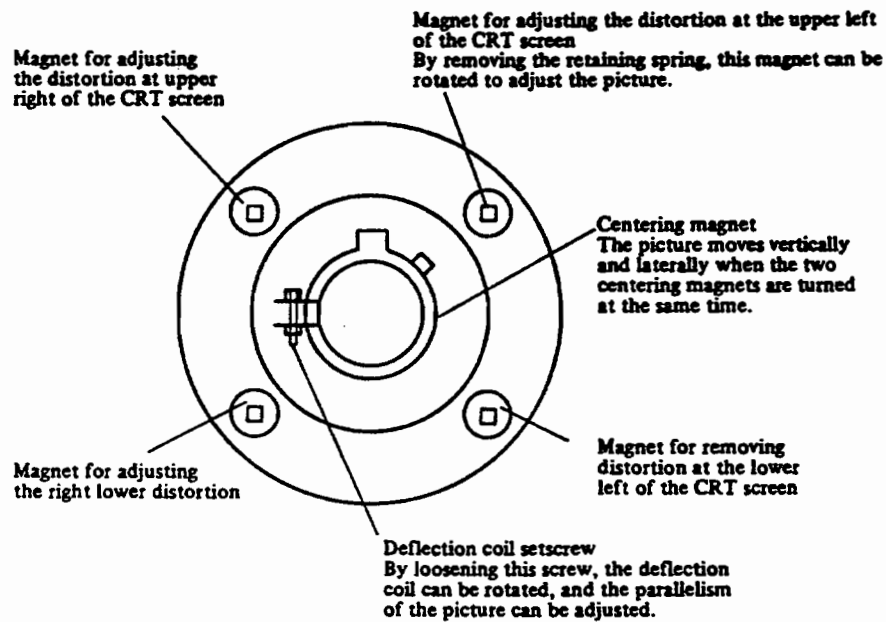 Magnet for adjusting the distortion at the upper left
of the CRT screen
By removing the retaining spring, this magnet can be
rotated to adjust the picture.
Magnet for adjusting
the distortion at upper
right of the CRT screen
Centering magnet
The picture moves vertically
and laterally when the two
centering magnets are turned
at the same time.
Magnet for adjusting
the right lower distortion
Magnet for removing
distortion at the lower
left of the CRT screen
Deflection coil setscrew
By loosening this screw, the deflection
coil can be rotated, and the parallelism
of the picture can be adjusted.